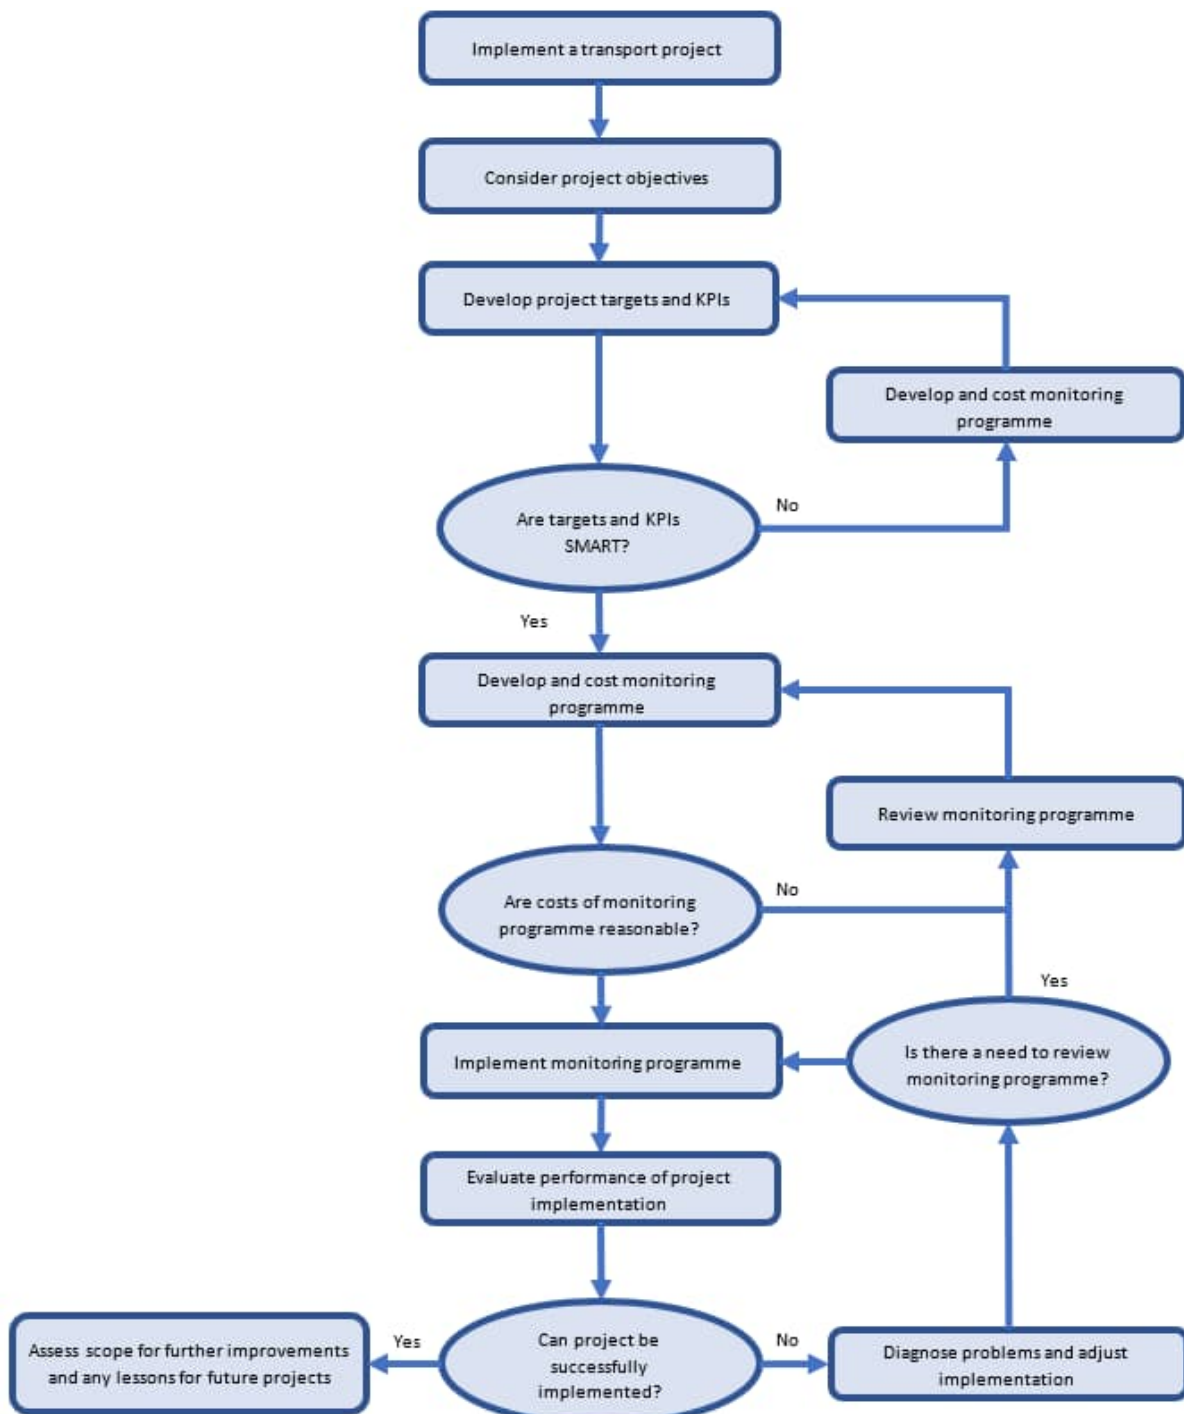 Implement a transport project
Consider project objectives
Develop project targets and KPIs
Develop and cost monitoring
programme
Are targets and KPIs
SMART?
No
Yes
Develop and cost monitoring
programme
Review monitoring programme
Are costs of monitoring
programme reasonable?
No
Yes
Is there a need to review
monitoring programme?
Implement monitoring programme
Evaluate performance of project
implementation
Assess scope for further improvements
and any lessons for future projects
Yes
Can project be
successfully
implemented?
No
Diagnose problems and adjust
implementation